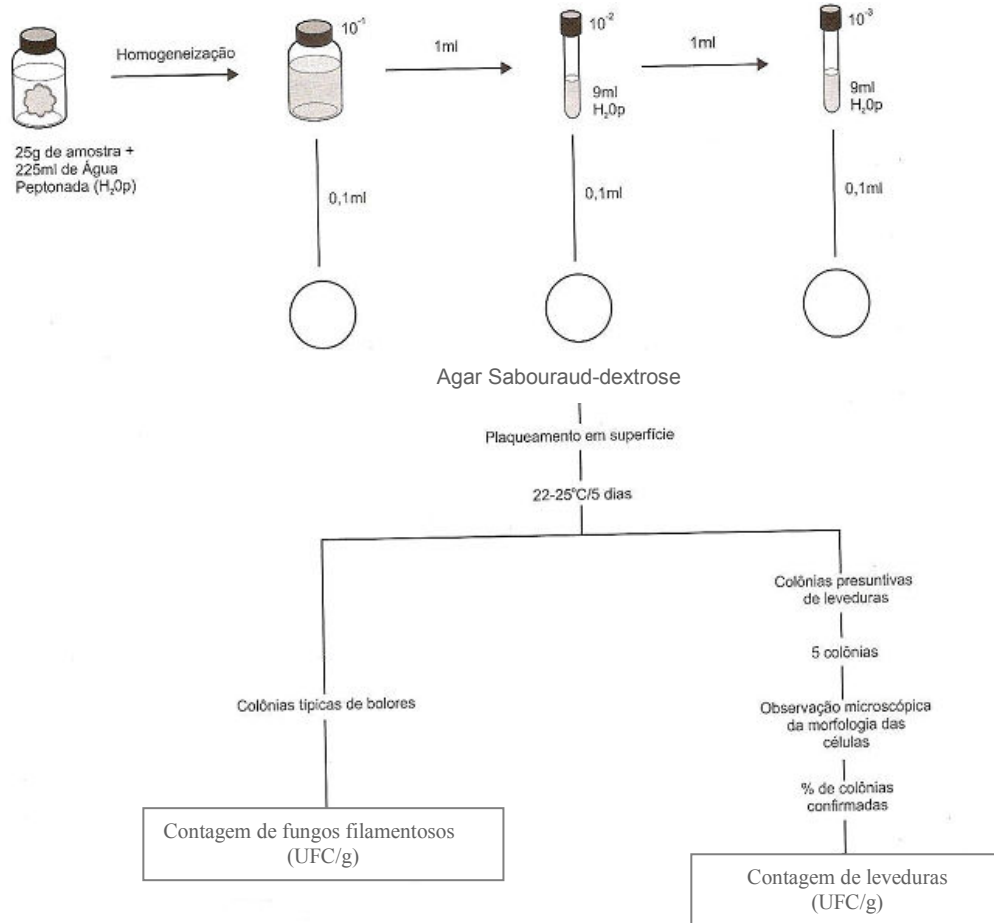 Homogeneização
10⁻¹
1ml
10⁻²
1ml
10⁻³
9ml
H₂0p
9ml
H₂0p
25g de amostra +
225ml de Água
Peptonada (H₂0p)
0,1ml
0,1ml
0,1ml
Agar Sabouraud-dextrose
Plaqueamento em superfície
22-25°C/5 dias
Colônias presuntivas
de leveduras
5 colônias
Colônias típicas de bolores
Observação microscópica
da morfologia das
células
% de colônias
confirmadas
Contagem de fungos filamentosos
(UFC/g)
Contagem de leveduras
(UFC/g)